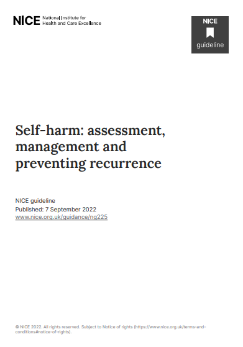 NICE National Institute for
Health and Care Excellence
NICE
guideline
Self-harm: assessment,
management and
preventing recurrence
NICE guideline
Published: 7 September 2022
www.nice.org.uk/guidance/ng225
© NICE 2022. All rights reserved. Subject to Notice of rights (https://www.nice.org.uk/terms-and-
conditions#notice-of-rights).